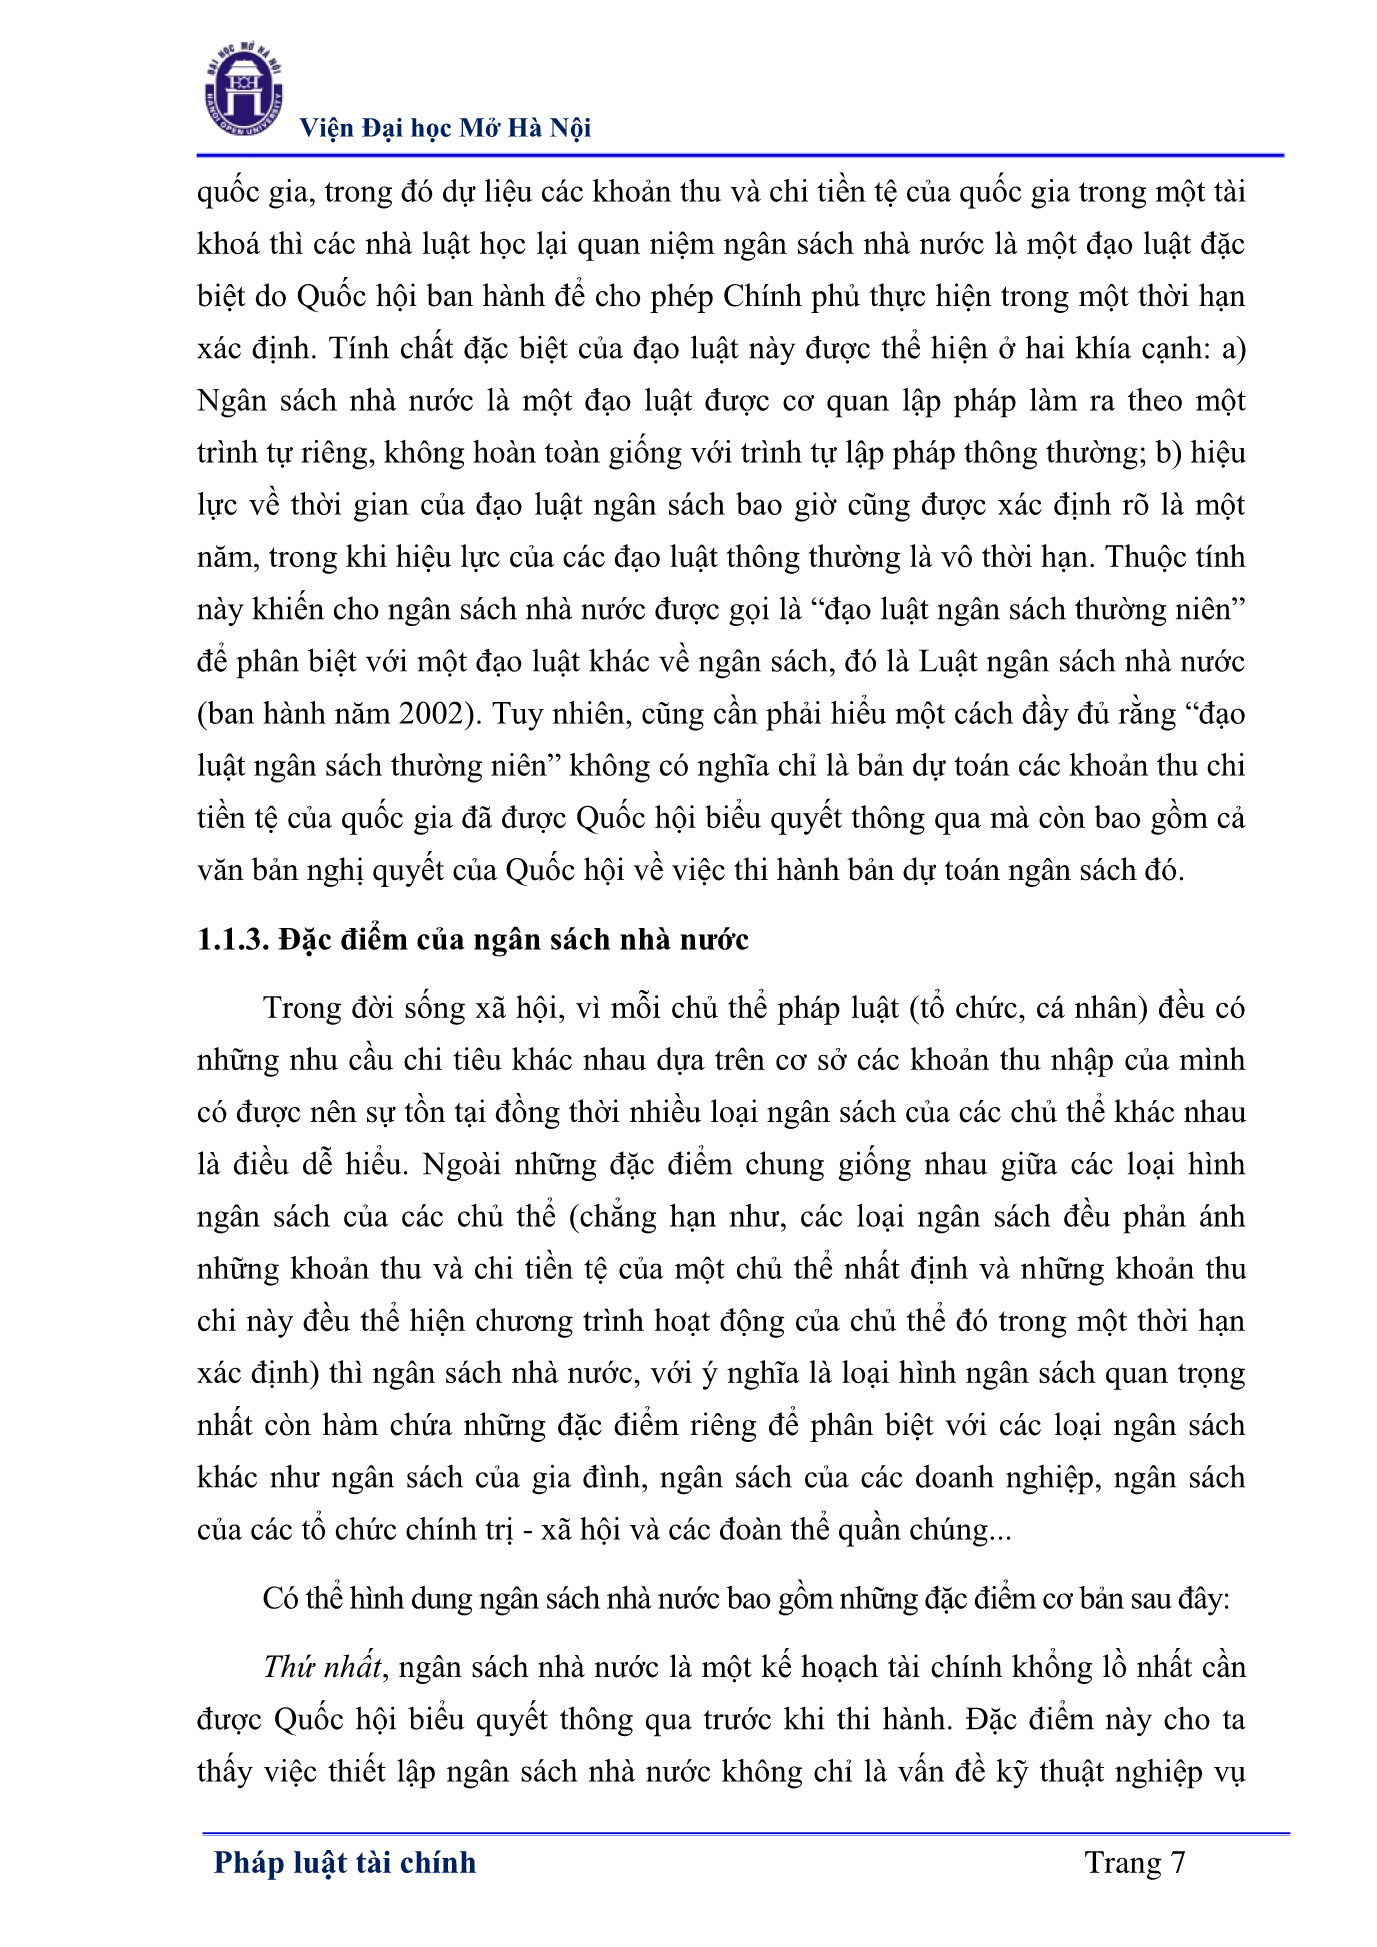 ĐẠI HỌC MỞ HÀ NỘI
HANOI OPEN UNIVERSITY
Viện Đại học Mở Hà Nội
quốc gia, trong đó dự liệu các khoản thu và chi tiền tệ của quốc gia trong một tài
khoá thì các nhà luật học lại quan niệm ngân sách nhà nước là một đạo luật đặc
biệt do Quốc hội ban hành để cho phép Chính phủ thực hiện trong một thời hạn
xác định. Tính chất đặc biệt của đạo luật này được thể hiện ở hai khía cạnh: a)
Ngân sách nhà nước là một đạo luật được cơ quan lập pháp làm ra theo một
trình tự riêng, không hoàn toàn giống với trình tự lập pháp thông thường; b) hiệu
lực về thời gian của đạo luật ngân sách bao giờ cũng được xác định rõ là một
năm, trong khi hiệu lực của các đạo luật thông thường là vô thời hạn. Thuộc tính
này khiến cho ngân sách nhà nước được gọi là “đạo luật ngân sách thường niên”
để phân biệt với một đạo luật khác về ngân sách, đó là Luật ngân sách nhà nước
(ban hành năm 2002). Tuy nhiên, cũng cần phải hiểu một cách đầy đủ rằng “đạo
luật ngân sách thường niên” không có nghĩa chỉ là bản dự toán các khoản thu chi
tiền tệ của quốc gia đã được Quốc hội biểu quyết thông qua mà còn bao gồm cả
văn bản nghị quyết của Quốc hội về việc thi hành bản dự toán ngân sách đó.
1.1.3. Đặc điểm của ngân sách nhà nước
Trong đời sống xã hội, vì mỗi chủ thể pháp luật (tổ chức, cá nhân) đều có
những nhu cầu chi tiêu khác nhau dựa trên cơ sở các khoản thu nhập của mình
có được nên sự tồn tại đồng thời nhiều loại ngân sách của các chủ thể khác nhau
là điều dễ hiểu. Ngoài những đặc điểm chung giống nhau giữa các loại hình
ngân sách của các chủ thể (chẳng hạn như, các loại ngân sách đều phản ánh
những khoản thu và chi tiền tệ của một chủ thể nhất định và những khoản thu
chi này đều thể hiện chương trình hoạt động của chủ thể đó trong một thời hạn
xác định) thì ngân sách nhà nước, với ý nghĩa là loại hình ngân sách quan trọng
nhất còn hàm chứa những đặc điểm riêng để phân biệt với các loại ngân sách
khác như ngân sách của gia đình, ngân sách của các doanh nghiệp, ngân sách
của các tổ chức chính trị - xã hội và các đoàn thể quần chúng...
Có thể hình dung ngân sách nhà nước bao gồm những đặc điểm cơ bản sau đây:
Thứ nhất, ngân sách nhà nước là một kế hoạch tài chính khổng lồ nhất cần
được Quốc hội biểu quyết thông qua trước khi thi hành. Đặc điểm này cho ta
thấy việc thiết lập ngân sách nhà nước không chỉ là vấn đề kỹ thuật nghiệp vụ
Pháp luật tài chính Trang 7